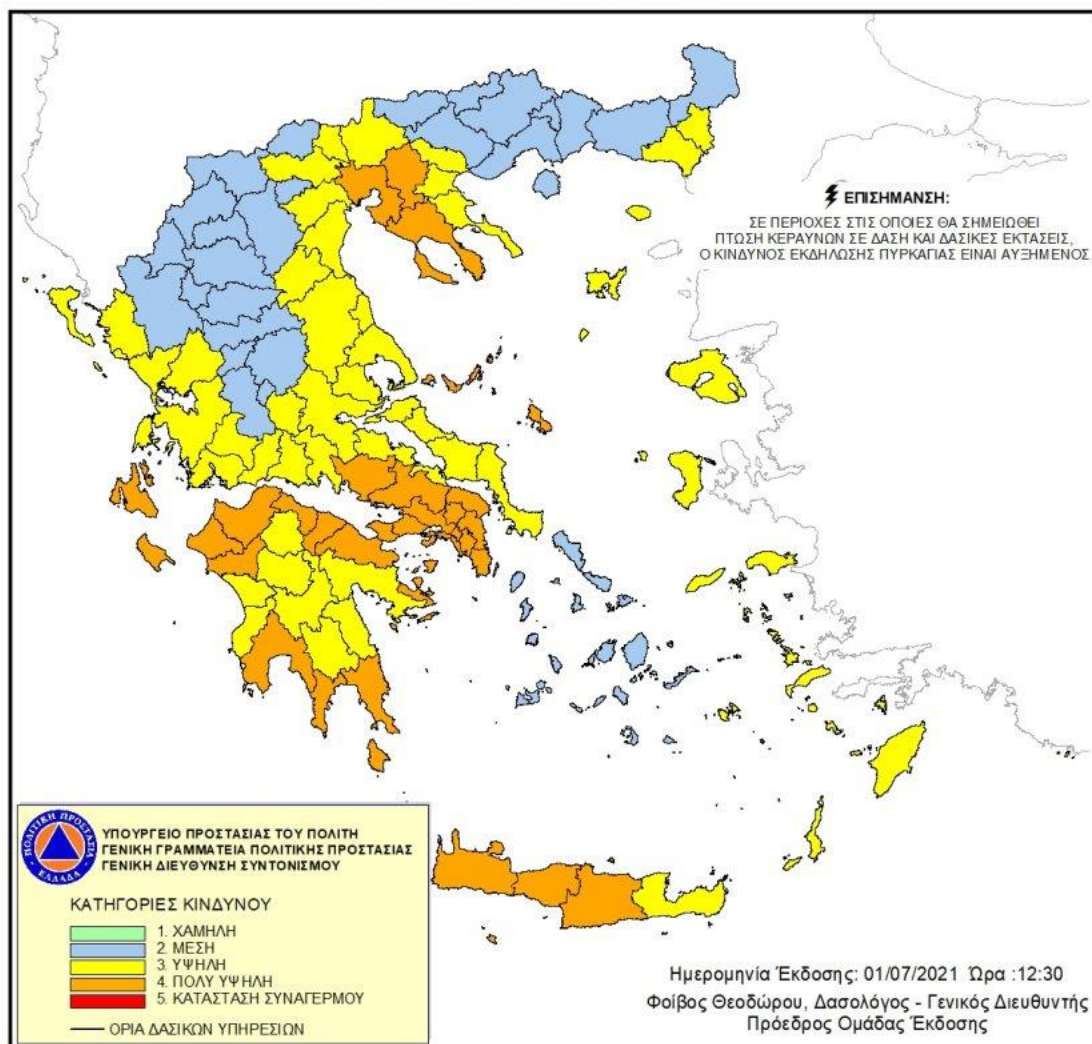 ΕΠΙΣΗΜΑΝΣΗ:
ΣΕ ΠΕΡΙΟΧΕΣ ΣΤΙΣ ΟΠΟΙΕΣ ΘΑ ΣΗΜΕΙΩΘΕΙ
ΠΤΩΣΗ ΚΕΡΑΥΝΩΝ ΣΕ ΔΑΣΗ ΚΑΙ ΔΑΣΙΚΕΣ ΕΚΤΑΣΕΙΣ,
Ο ΚΙΝΔΥΝΟΣ ΕΚΔΗΛΩΣΗΣ ΠΥΡΚΑΓΙΑΣ ΕΙΝΑΙ ΑΥΞΗΜΕΝΟΣ
ΠΟΛΙΤΙΚΗ ΠΡΟΣΤΑΣΙΑ
ΕΛΛΑΔΑ
ΥΠΟΥΡΓΕΙΟ ΠΡΟΣΤΑΣΙΑΣ ΤΟΥ ΠΟΛΙΤΗ
ΓΕΝΙΚΗ ΓΡΑΜΜΑΤΕΙΑ ΠΟΛΙΤΙΚΗΣ ΠΡΟΣΤΑΣΙΑΣ
ΓΕΝΙΚΗ ΔΙΕΥΘΥΝΣΗ ΣΥΝΤΟΝΙΣΜΟΥ
ΚΑΤΗΓΟΡΙΕΣ ΚΙΝΔΥΝΟΥ
1. ΧΑΜΗΛΗ
2. ΜΕΣΗ
3. ΥΨΗΛΗ
4. ΠΟΛΥ ΥΨΗΛΗ
5. ΚΑΤΑΣΤΑΣΗ ΣΥΝΑΓΕΡΜΟΥ
ΟΡΙΑ ΔΑΣΙΚΩΝ ΥΠΗΡΕΣΙΩΝ
Ημερομηνία Έκδοσης: 01/07/2021 Ώρα :12:30
Φοίβος Θεοδώρου, Δασολόγος - Γενικός Διευθυντής
Πρόεδρος Ομάδας Έκδοσης